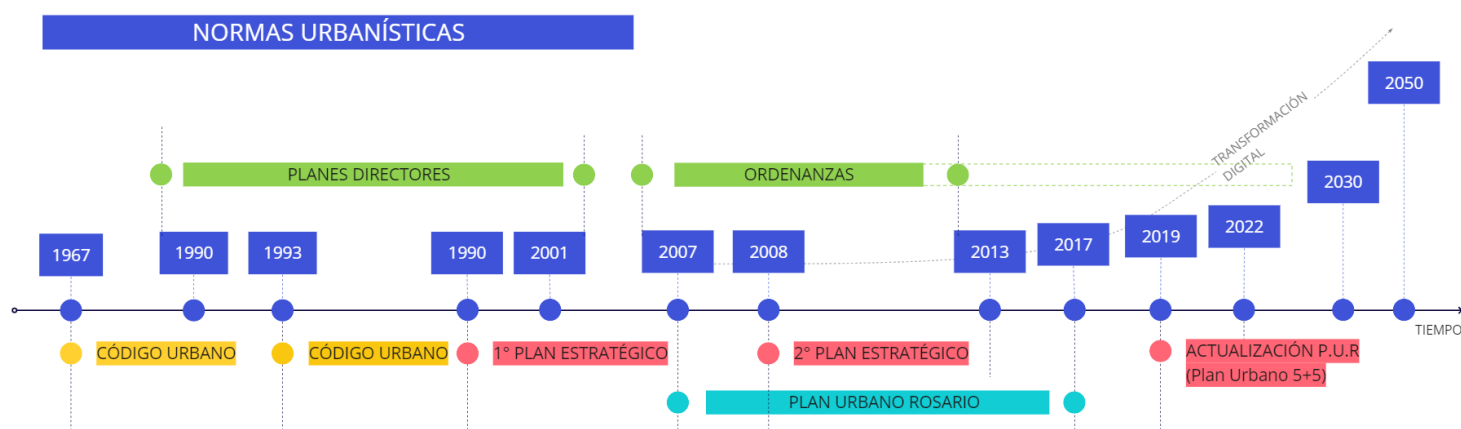 NORMAS URBANÍSTICAS
2050
TRANSFORMACIÓN
DIGITAL
PLANES DIRECTORES
ORDENANZAS
2030
1967
1990
1993
1990
2001
2007
2008
2013
2017
2019
2022
TIEMPO
CÓDIGO URBANO
CÓDIGO URBANO
1° PLAN ESTRATÉGICO
2° PLAN ESTRATÉGICO
ACTUALIZACIÓN P.U.R
(Plan Urbano 5+5)
PLAN URBANO ROSARIO